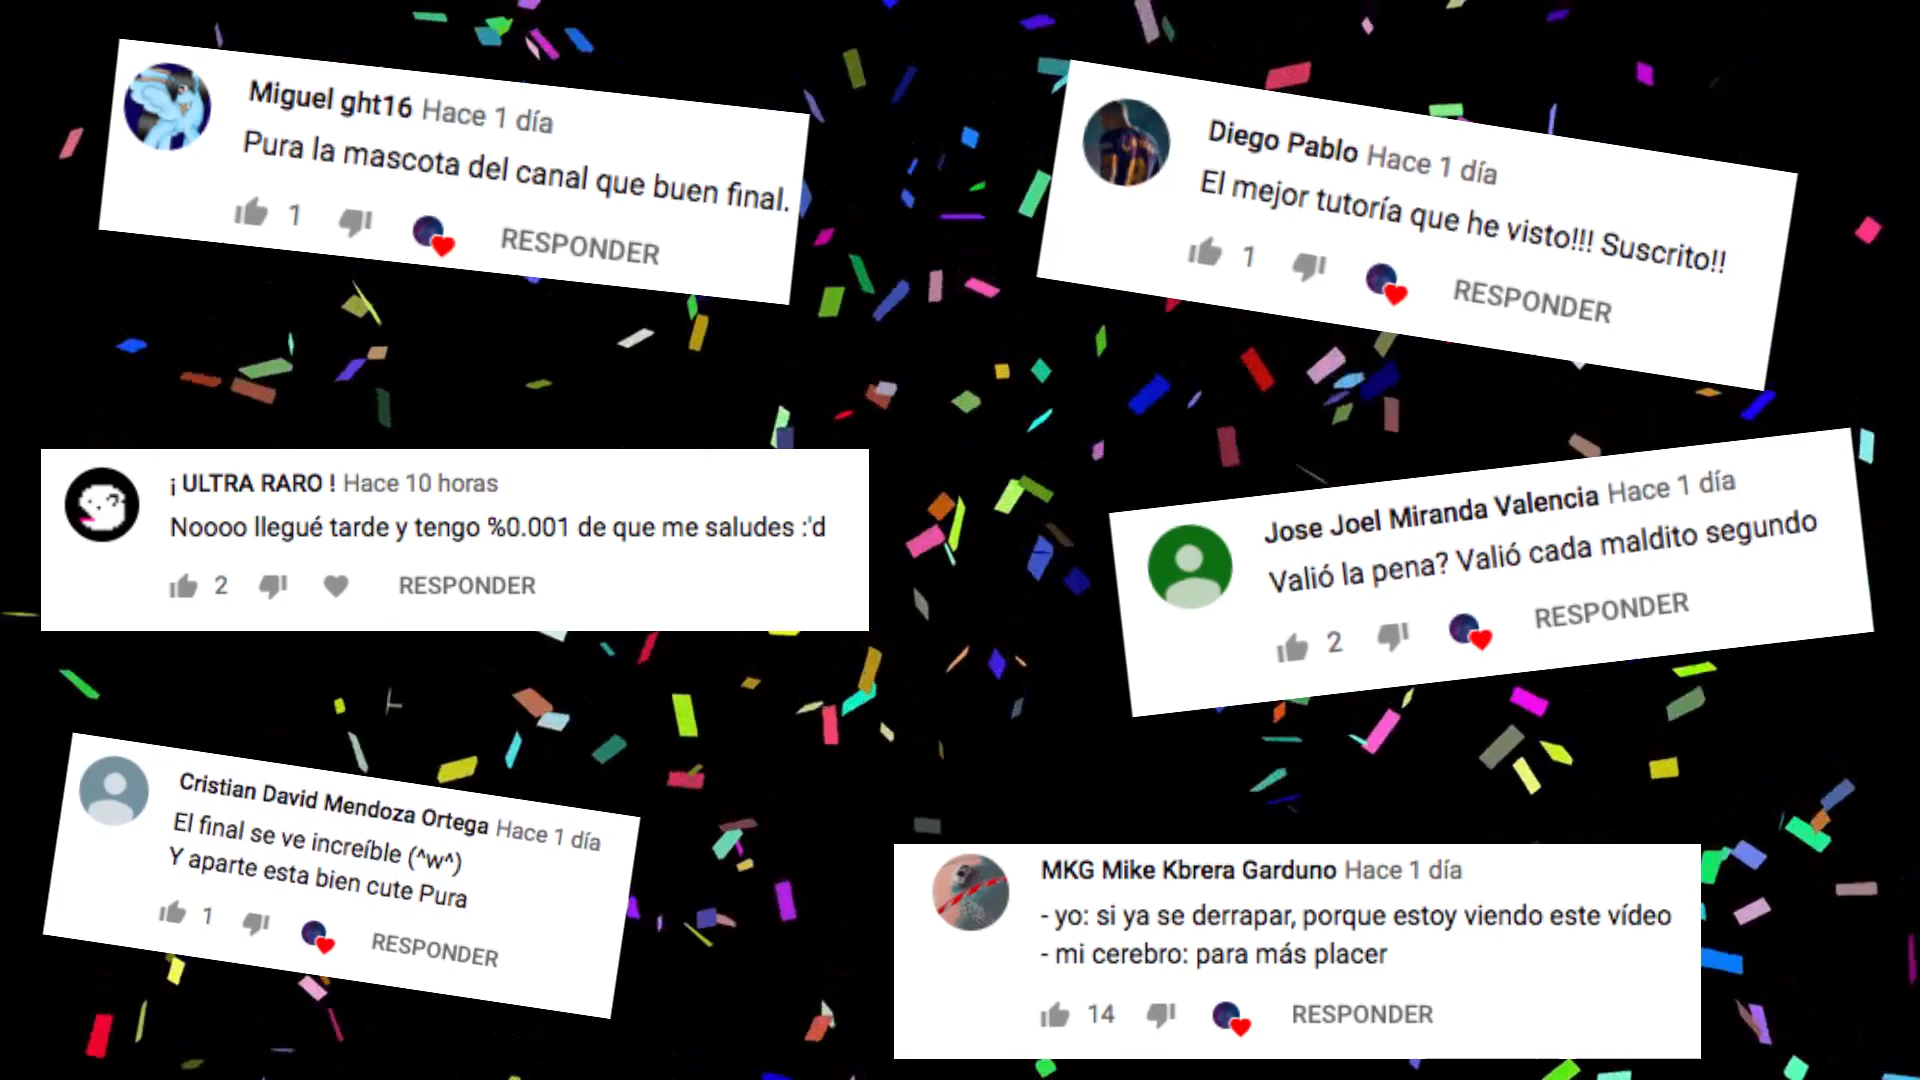 Miguel ght16 Hace 1 día
Pura la mascota del canal que buen final.
1 RESPONDER
Diego Pablo Hace 1 día
El mejor tutoría que he visto!!! Suscrito!!
1 RESPONDER
¡ ULTRA RARO ! Hace 10 horas
Noooo llegué tarde y tengo %0.001 de que me saludes :'d
2 RESPONDER
Jose Joel Miranda Valencia Hace 1 día
Valió la pena? Valió cada maldito segundo
2 RESPONDER
Cristian David Mendoza Ortega Hace 1 día
El final se ve increíble (^w^)
Y aparte esta bien cute Pura
1 RESPONDER
MKG Mike Kbrera Garduno Hace 1 día
- yo: si ya se derrapar, porque estoy viendo este vídeo
- mi cerebro: para más placer
14 RESPONDER